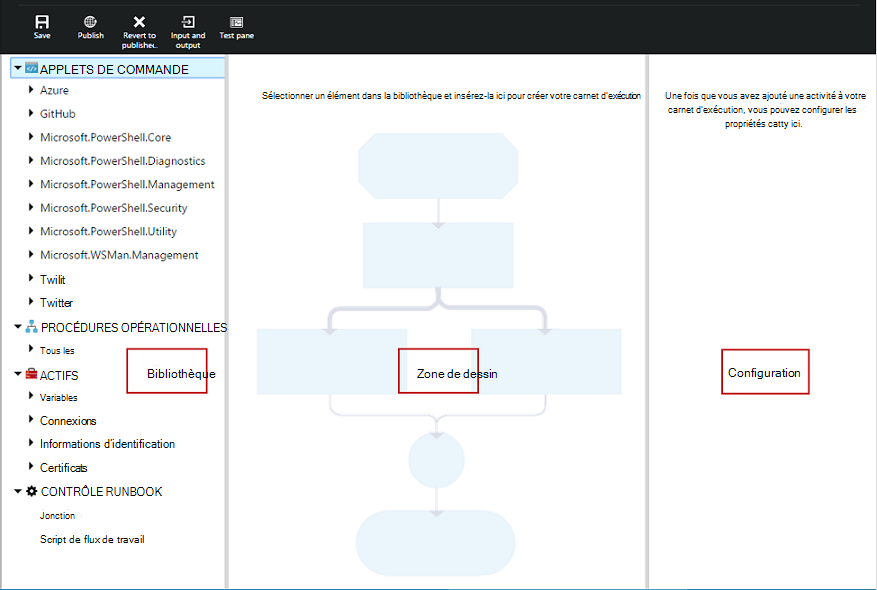 Save
Publish
Revert to
publishe...
Input and
output
Test pane
APPLETS DE COMMANDE
Azure
GitHub
Microsoft.PowerShell.Core
Microsoft.PowerShell.Diagnostics
Microsoft.PowerShell.Management
Microsoft.PowerShell.Security
Microsoft.PowerShell.Utility
Microsoft.WSMan.Management
Twilit
Twitter
PROCÉDURES OPÉRATIONNELLES
Tous les
ACTIFS
Variables
Connexions
Informations d'identification
Certificats
CONTRÔLE RUNBOOK
Jonction
Script de flux de travail
Bibliothèque
Sélectionner un élément dans la bibliothèque et insérez-la ici pour créer votre carnet d'exécution
Zone de dessin
Une fois que vous avez ajouté une activité à votre
carnet d'exécution, vous pouvez configurer les
propriétés catty ici.
Configuration